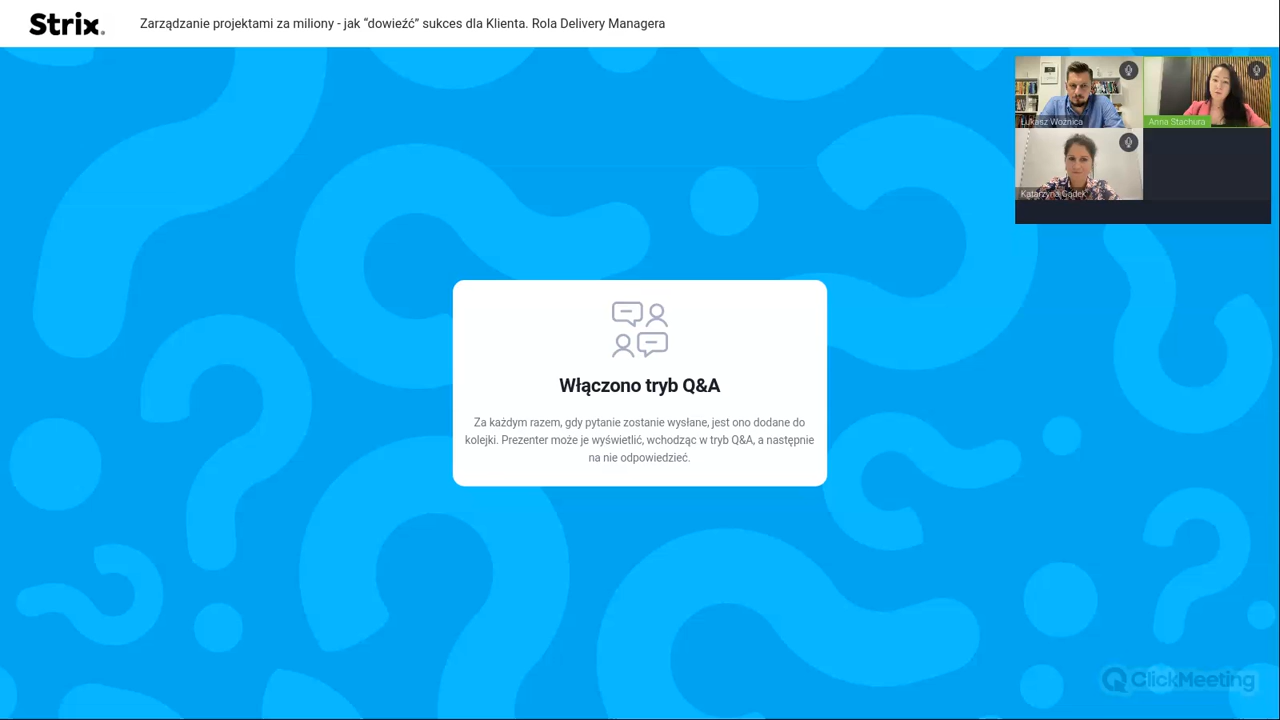 Strix®
Zarządzanie projektami za miliony - jak “dowieźć” sukces dla Klienta. Rola Delivery Managera
Łukasz Woźnica
Anna Stachura
Katarzyna Gądek
Włączono tryb Q&A
Za każdym razem, gdy pytanie zostanie wysłane, jest ono dodane do
kolejki. Prezenter może je wyświetlić, wchodząc w tryb Q&A, a następnie
na nie odpowiedzieć.
ClickMeeting